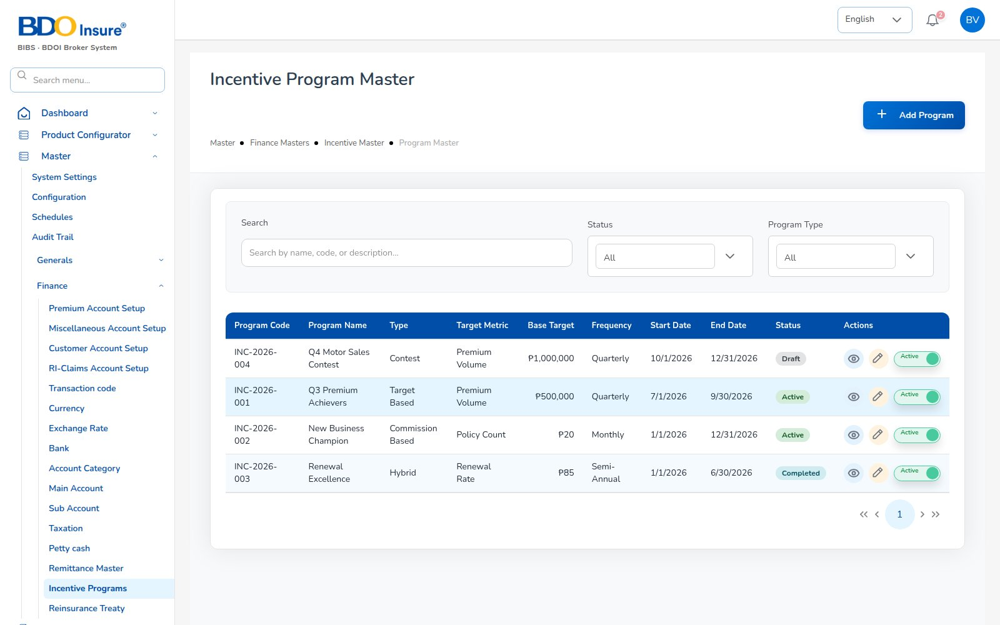 BDO Insure®
BIBS · BDOI Broker System
Search menu...
Dashboard
Product Configurator
Master
System Settings
Configuration
Schedules
Audit Trail
Generals
Finance
Premium Account Setup
Miscellaneous Account Setup
Customer Account Setup
RI-Claims Account Setup
Transaction code
Currency
Exchange Rate
Bank
Account Category
Main Account
Sub Account
Taxation
Petty cash
Remittance Master
Incentive Programs
Reinsurance Treaty
English
2
BV
Incentive Program Master
Add Program
Master • Finance Masters • Incentive Master • Program Master
Search
Search by name, code, or description...
Status
All
Program Type
All
Program Code Program Name Type Target Metric Base Target Frequency Start Date End Date Status Actions
INC-2026- Q4 Motor Sales Contest Premium ₱1,000,000 Quarterly 10/1/2026 12/31/2026 Draft Active
004 Contest Volume
INC-2026- Q3 Premium Target Premium ₱500,000 Quarterly 7/1/2026 9/30/2026 Active Active
001 Achievers Based Volume
INC-2026- New Business Commission Policy Count ₱20 Monthly 1/1/2026 12/31/2026 Active Active
002 Champion Based
INC-2026- Renewal Hybrid Renewal ₱85 Semi- 1/1/2026 6/30/2026 Completed Active
003 Excellence Rate Annual
1